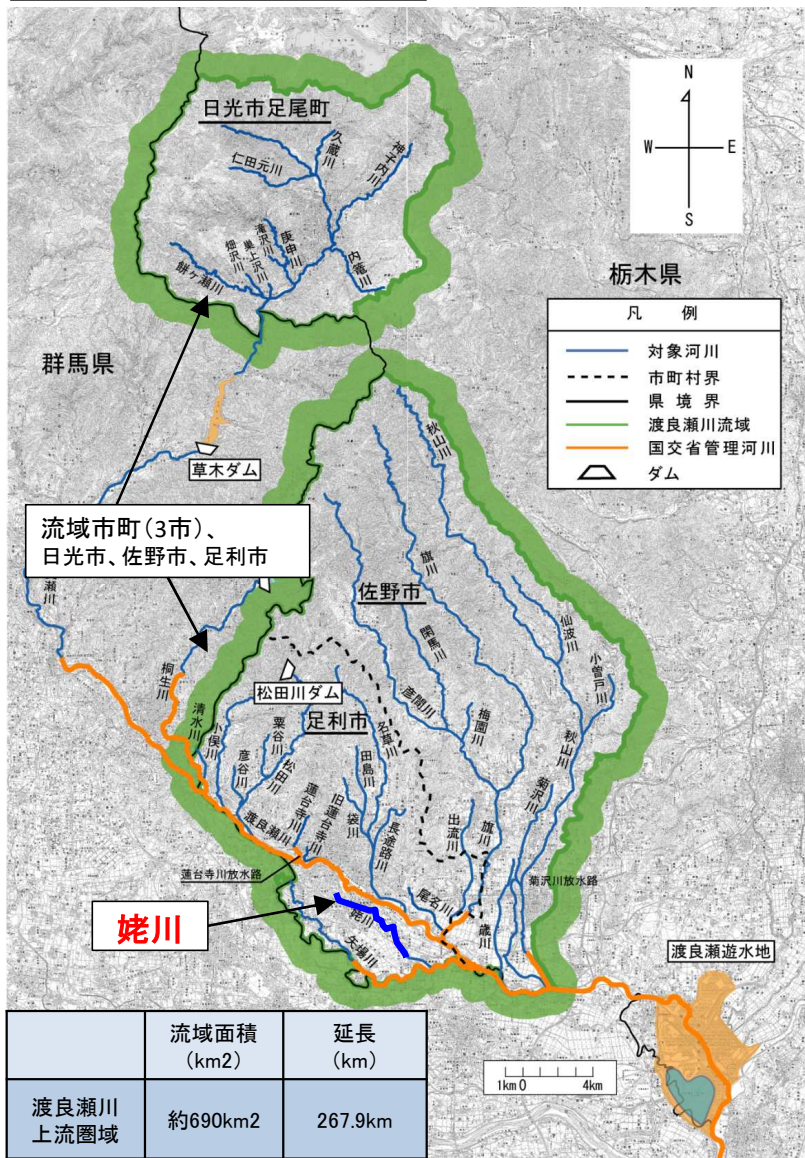 日光市足尾町
久蔵川
神子内川
仁田元川
滝沢川
庚申川
巣上沢川
畑沢川
内篭川
餅ヶ瀬川
N
W
E
S
栃木県
群馬県
凡 例
対象河川
市町村界
県 境 界
渡良瀬川流域
国交省管理河川
ダム
草木ダム
流域市町(3市)、
日光市、佐野市、足利市
瀬川
秋山川
旗川
佐野市
閑馬川
仙波川
小曽戸川
桐生川
松田川ダム
彦間川
梅園川
秋山川
清水川
小俣川
粟谷川
足利市
名草川
彦谷川
松田川
田島川
菊沢川
蓮台寺川
旧蓮台寺川
袋川
長途路川
出流川
旗川
渡良瀬川
蓮台寺川放水路
菊沢川放水路
尾名川
姥川
姥川
蔵川
矢場川
渡良瀬遊水地
流域面積
(km2)
延長
(km)
渡良瀬川
上流圏域
約690km2
267.9km
1km 0 4km